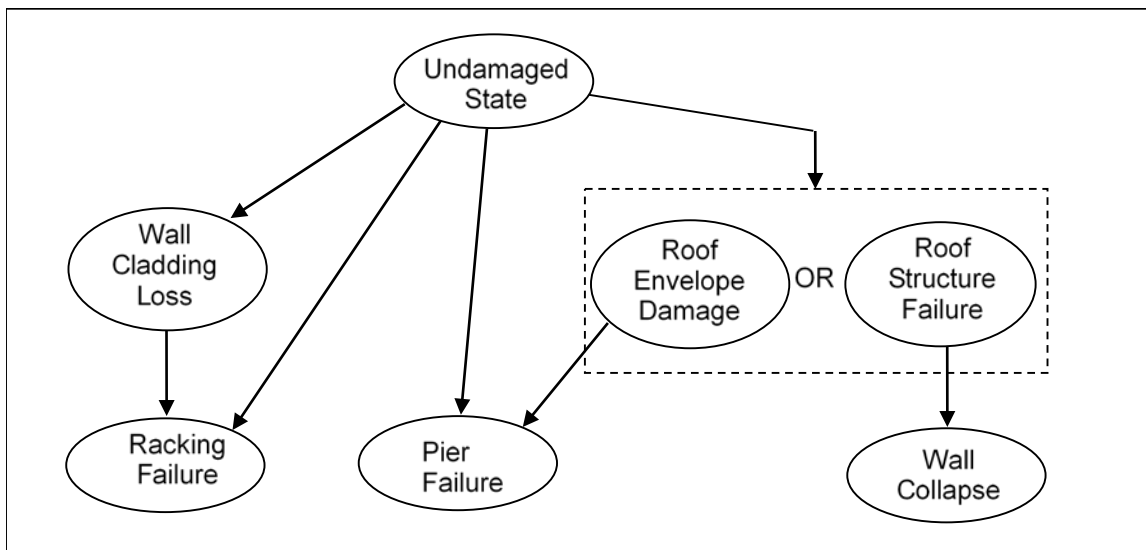 Undamaged
State
Wall
Cladding
Loss
Roof
Envelope
Damage
OR
Roof
Structure
Failure
Racking
Failure
Pier
Failure
Wall
Collapse